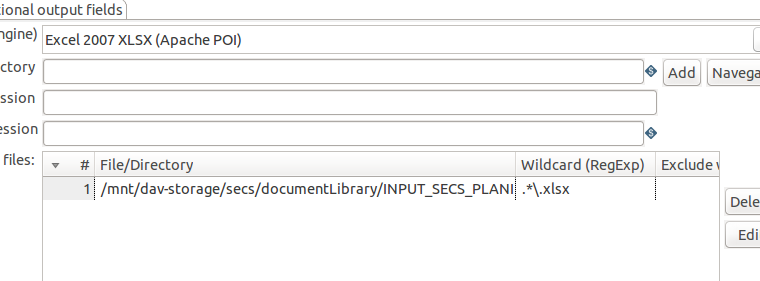 ional output fields
ngine) Excel 2007 XLSX (Apache POI)
ctory Add Navega
ession
ession
files: # File/Directory Wildcard (RegExp) Exclude w
1 /mnt/dav-storage/secs/documentLibrary/INPUT_SECS_PLANI .*\.xlsx
Dele
Edi